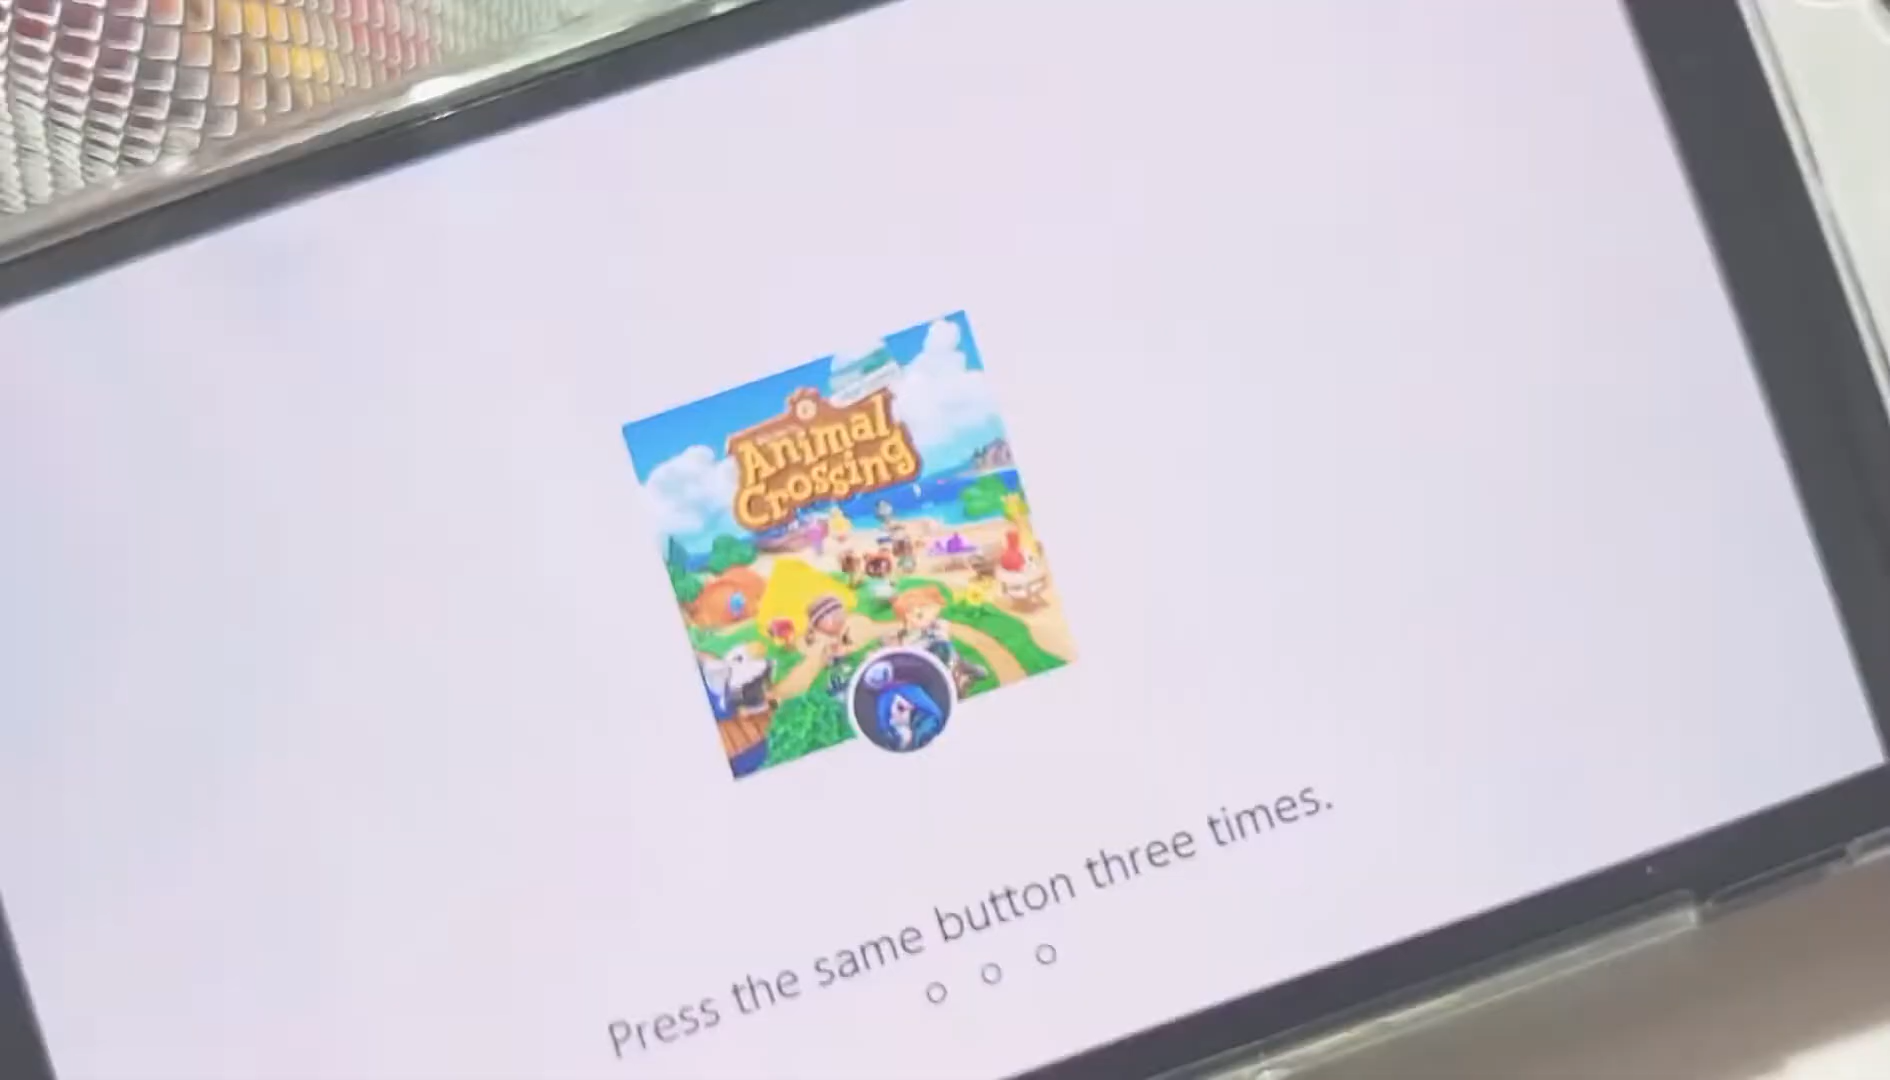 Animal
Crossing
Press the same button three times.